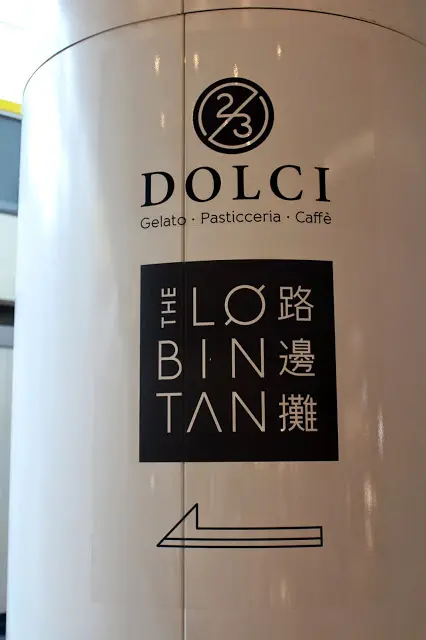 2/3
DOLCI
Gelato · Pasticceria · Caffè
THE LO 路
BIN 邊
TAN 攤